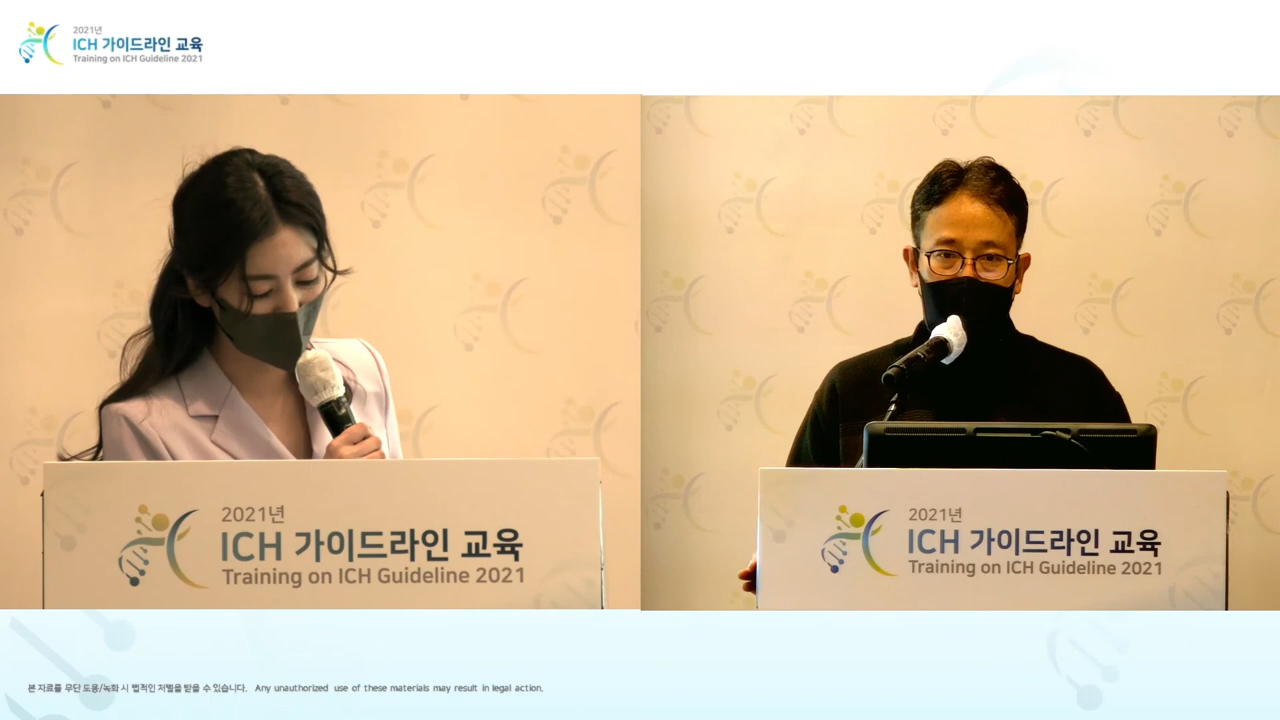 2021년
ICH 가이드라인 교육
Training on ICH Guideline 2021
2021년
ICH 가이드라인 교육
Training on ICH Guideline 2021
2021년
ICH 가이드라인 교육
Training on ICH Guideline 2021
본 자료를 무단 도용/녹화 시 법적인 처벌을 받을 수 있습니다. Any unauthorized use of these materials may result in legal action.